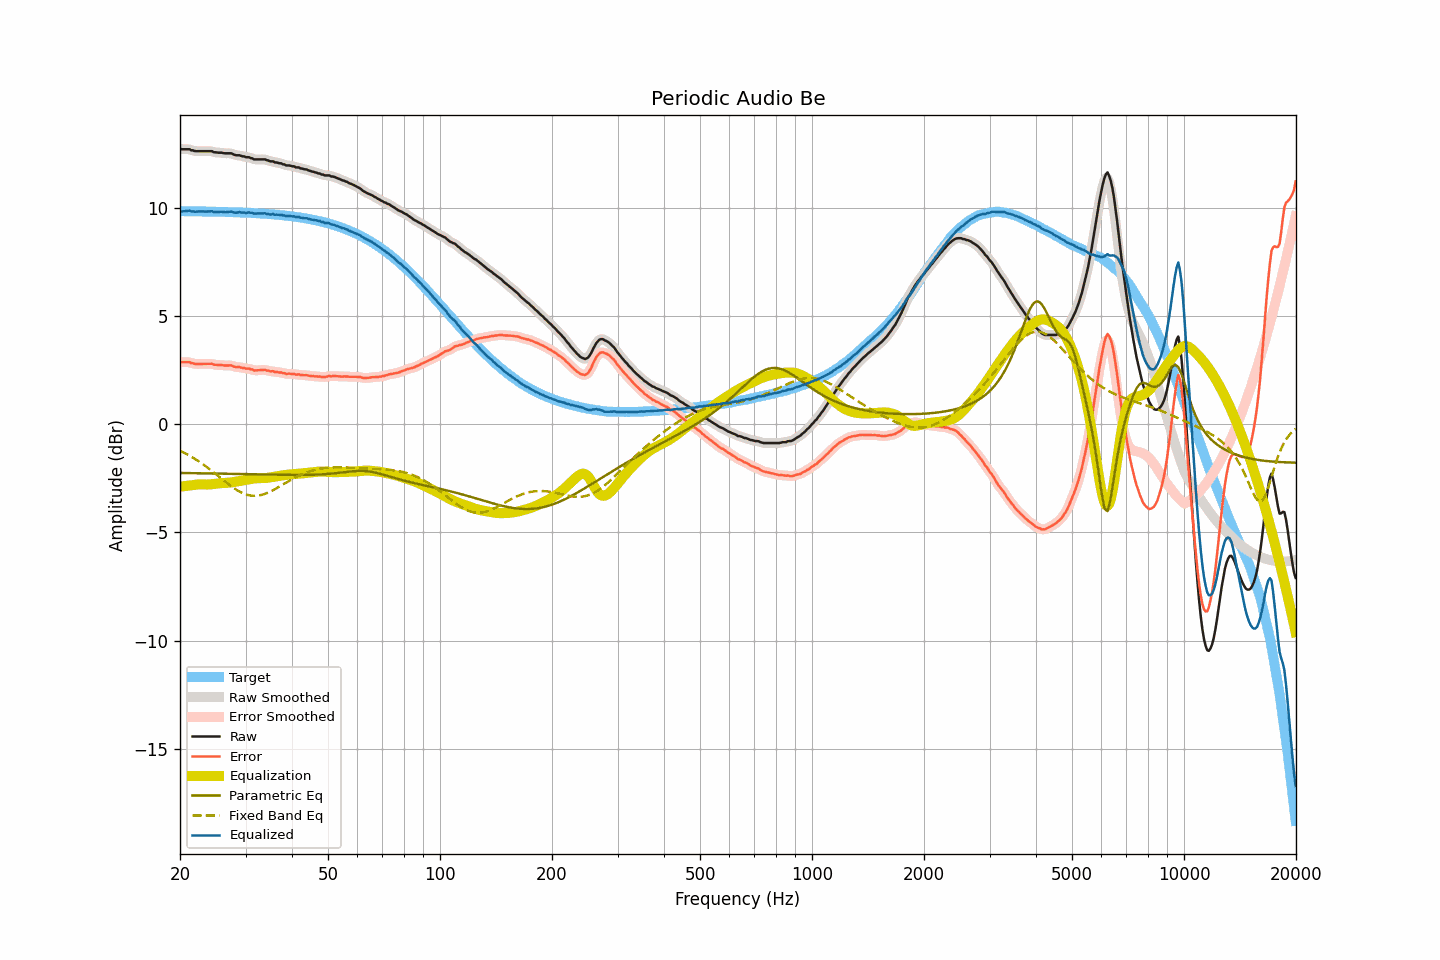 Periodic Audio Be
Amplitude (dBr)
10
5
0
−5
−10
−15
Target
Raw Smoothed
Error Smoothed
Raw
Error
Equalization
Parametric Eq
Fixed Band Eq
Equalized
20 50 100 200 500 1000 2000 5000 10000 20000
Frequency (Hz)